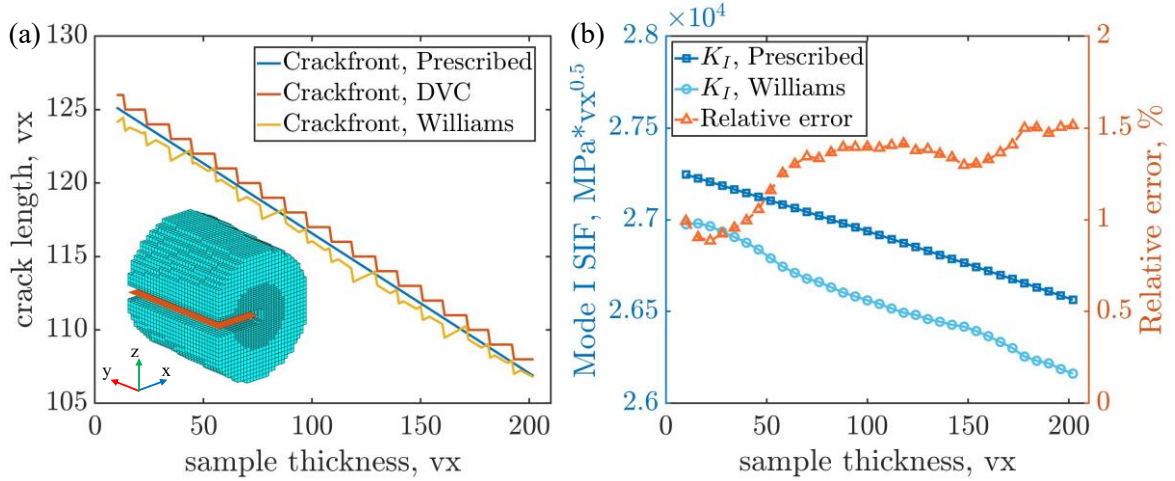 (a)
130
125
120
115
110
105
crack length, vx
Crackfront, Prescribed
Crackfront, DVC
Crackfront, Williams
z
y
x
0
50
100
150
200
sample thickness, vx
(b)
×10⁴
2.8
2.75
2.7
2.65
2.6
Mode I SIF, MPa*vx^0.5
K_I, Prescribed
K_I, Williams
Relative error
2
1.5
1
0.5
0
Relative error, %
0
50
100
150
200
sample thickness, vx